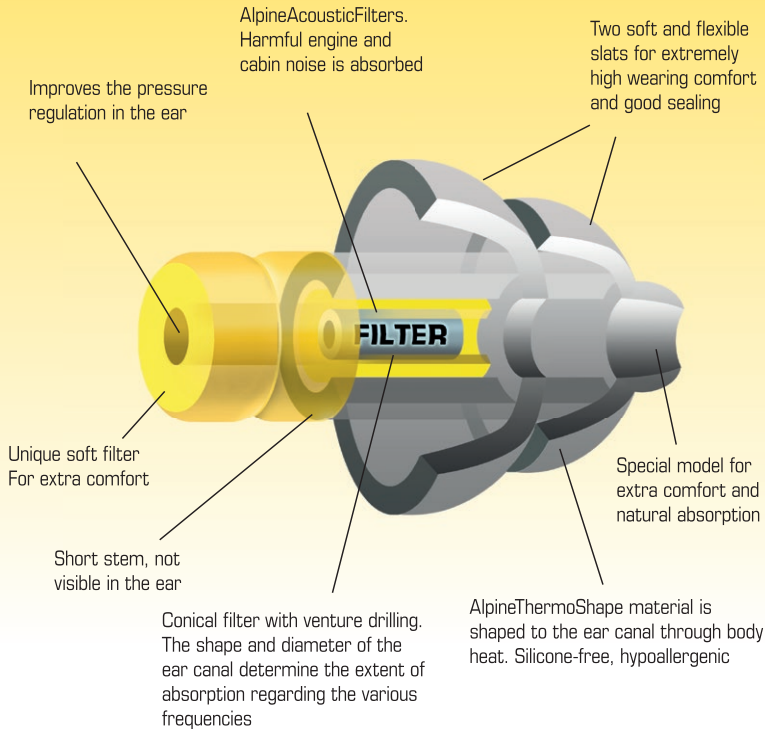 AlpineAcousticFilters.
Harmful engine and
cabin noise is absorbed
Two soft and flexible
slats for extremely
high wearing comfort
and good sealing
Improves the pressure
regulation in the ear
FILTER
Unique soft filter
For extra comfort
Special model for
extra comfort and
natural absorption
Short stem, not
visible in the ear
Conical filter with venture drilling.
The shape and diameter of the
ear canal determine the extent of
absorption regarding the various
frequencies
AlpineThermoShape material is
shaped to the ear canal through body
heat. Silicone-free, hypoallergenic